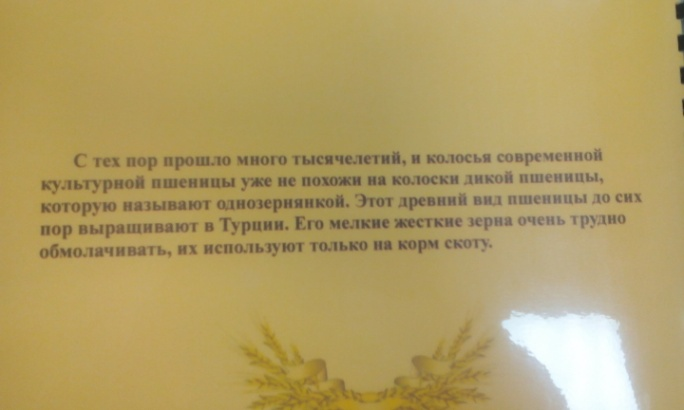 С тех пор прошло много тысячелетий, и колосья современной
культурной пшеницы уже не похожи на колоски дикой пшеницы,
которую называют однозернянкой. Этот древний вид пшеницы до сих
пор выращивают в Турции. Его мелкие жесткие зерна очень трудно
обмолачивать, их используют только на корм скоту.